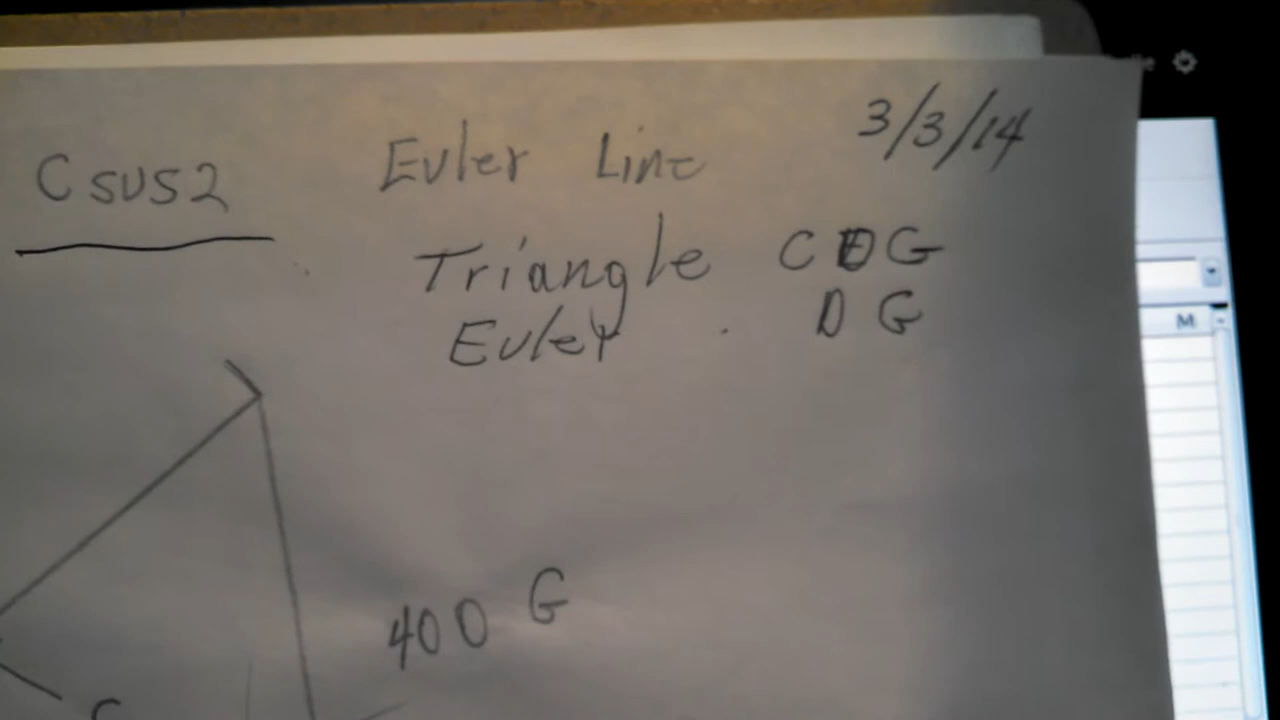 3/3/14
Csus2 Euler Line
Triangle CDG
Euler DG
400 G
M